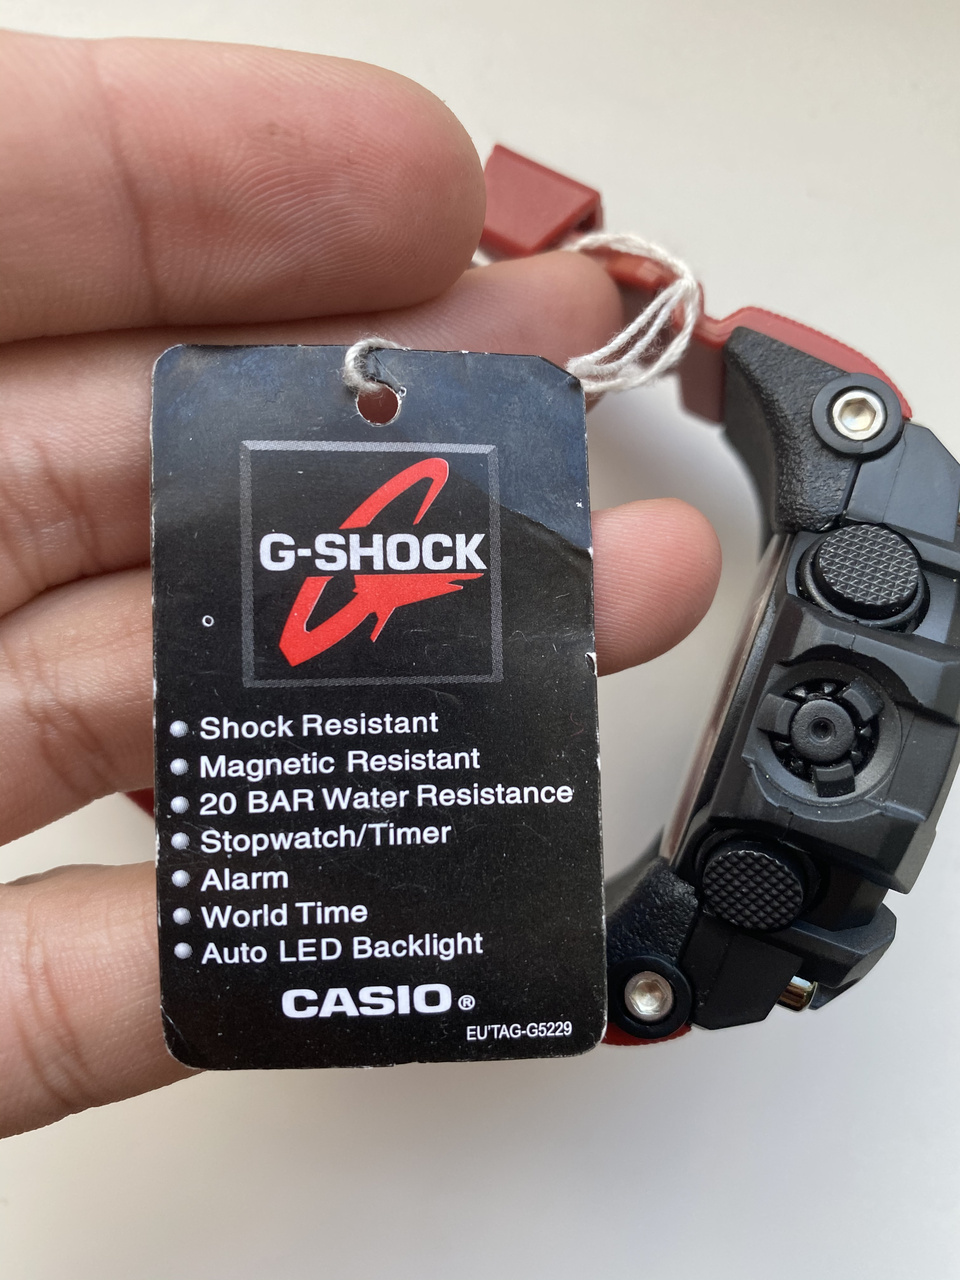 G-SHOCK
Shock Resistant
Magnetic Resistant
20 BAR Water Resistance
Stopwatch/Timer
Alarm
World Time
Auto LED Backlight
CASIO®
EU'TAG-G5229